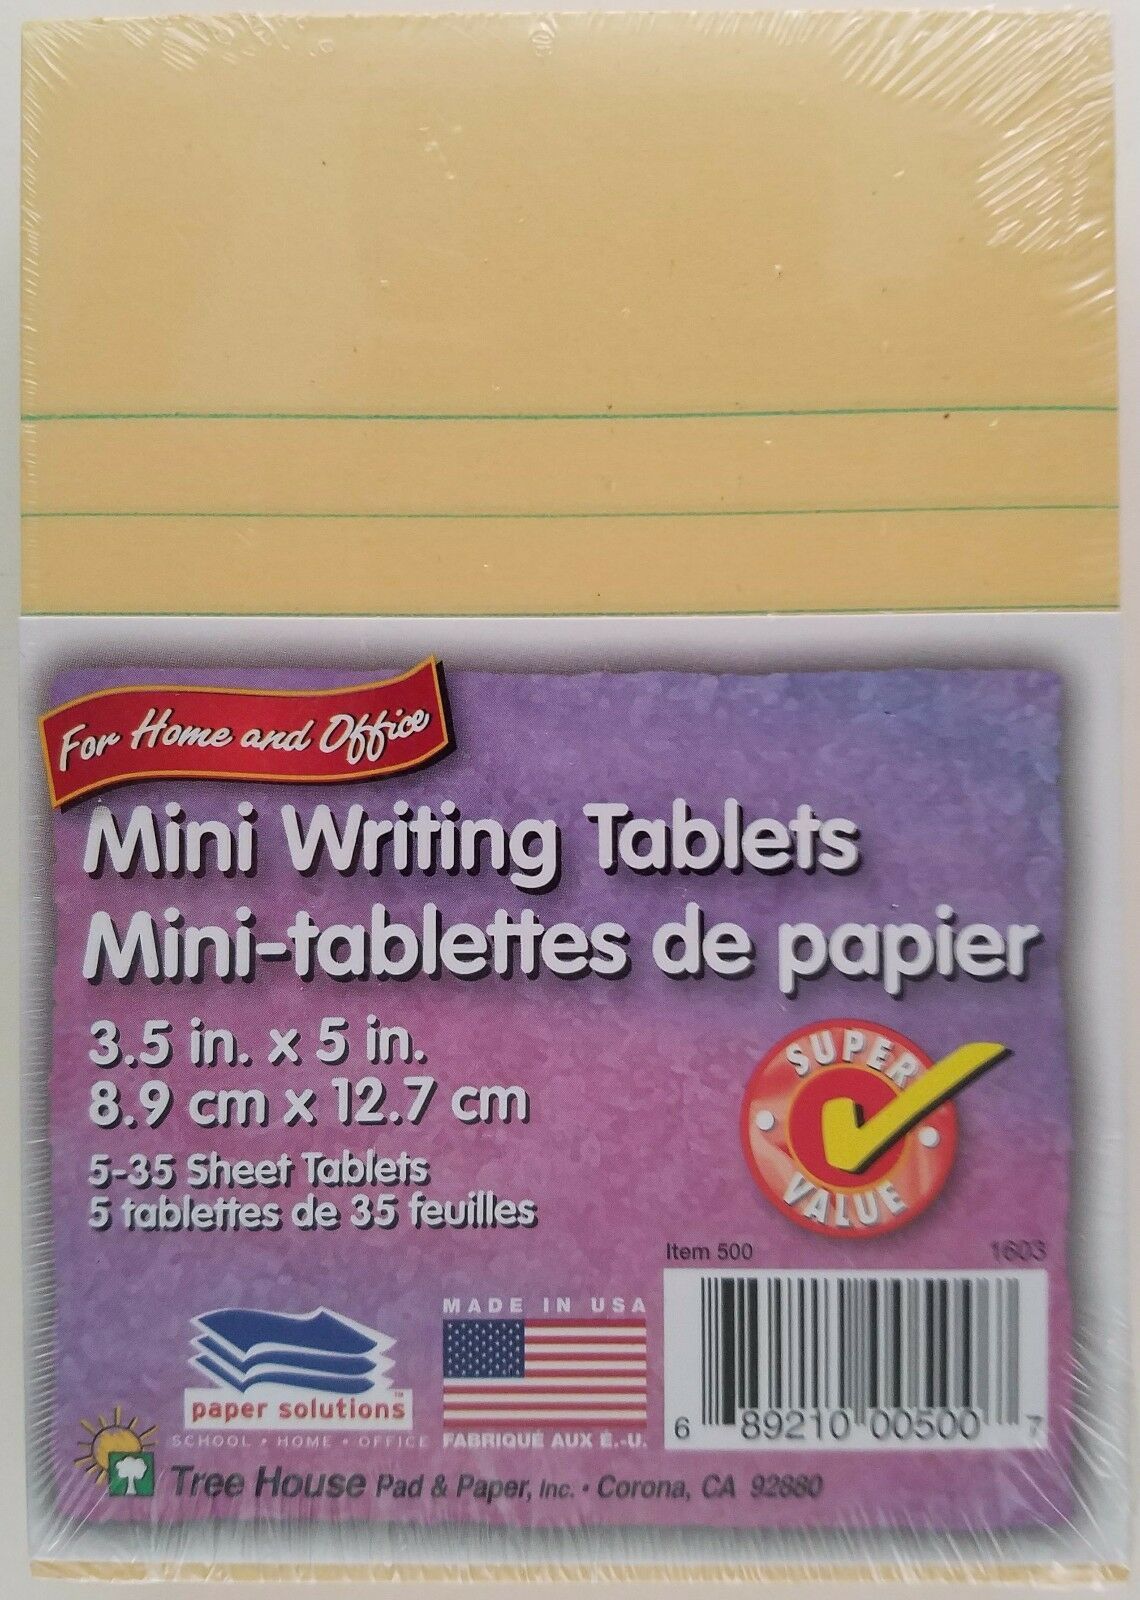 For Home and Office
Mini Writing Tablets
Mini-tablettes de papier
3.5 in. x 5 in.
8.9 cm x 12.7 cm
5-35 Sheet Tablets
5 tablettes de 35 feuilles
SUPER
VALUE
Item 500 1603
6 89210 00500 7
MADE IN USA
FABRIQUÉ AUX É.-U.
paper solutions™
SCHOOL • HOME • OFFICE
Tree House Pad & Paper, Inc. • Corona, CA 92880